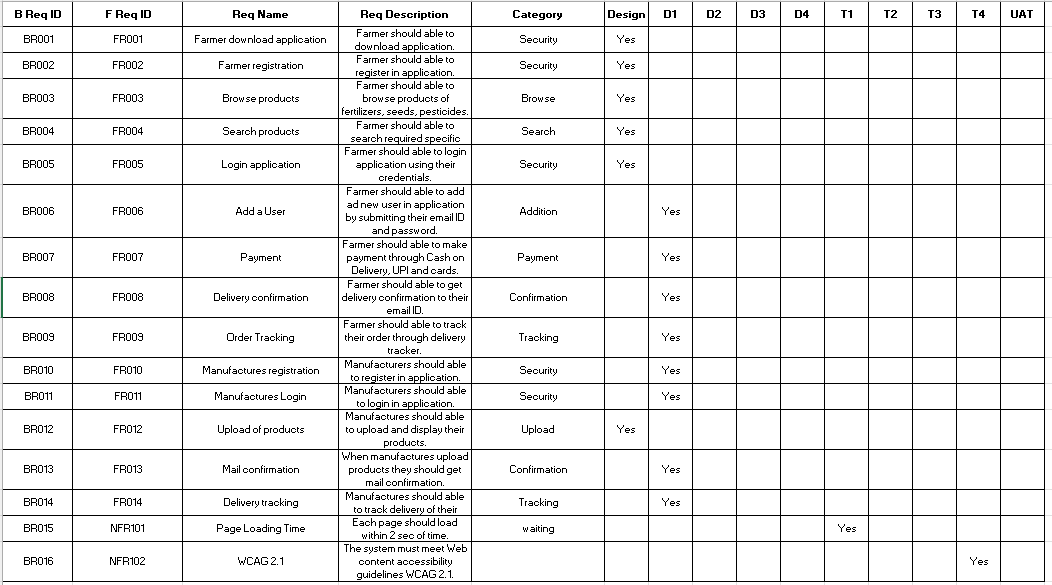 B Req ID F Req ID Req Name Req Description Category Design D1 D2 D3 D4 T1 T2 T3 T4 UAT
BR001 FR001 Farmer download application Farmer should able to download application. Security Yes
BR002 FR002 Farmer registration Farmer should able to register in application. Security Yes
BR003 FR003 Browse products Farmer should able to browse products of fertilizers, seeds, pesticides. Browse Yes
BR004 FR004 Search products Farmer should able to search required specific Search Yes
BR005 FR005 Login application Farmer should able to login application using their credentials. Security Yes
BR006 FR006 Add a User Farmer should able to add ad new user in application by submitting their email ID and password. Addition Yes
BR007 FR007 Payment Farmer should able to make payment through Cash on Delivery, UPI and cards. Payment Yes
BR008 FR008 Delivery confirmation Farmer should able to get delivery confirmation to their email ID. Confirmation Yes
BR009 FR009 Order Tracking Farmer should able to track their order through delivery tracker. Tracking Yes
BR010 FR010 Manufactures registration Manufacturers should able to register in application. Security Yes
BR011 FR011 Manufactures Login Manufacturers should able to login in application. Security Yes
BR012 FR012 Upload of products Manufactures should able to upload and display their products. Upload Yes
BR013 FR013 Mail confirmation When manufactures upload products they should get mail confirmation. Confirmation Yes
BR014 FR014 Delivery tracking Manufactures should able to track delivery of their Tracking Yes
BR015 NFR101 Page Loading Time Each page should load within 2 sec of time. waiting Yes
BR016 NFR102 WCAG 2.1 The system must meet Web content accessibility guidelines WCAG 2.1. Yes